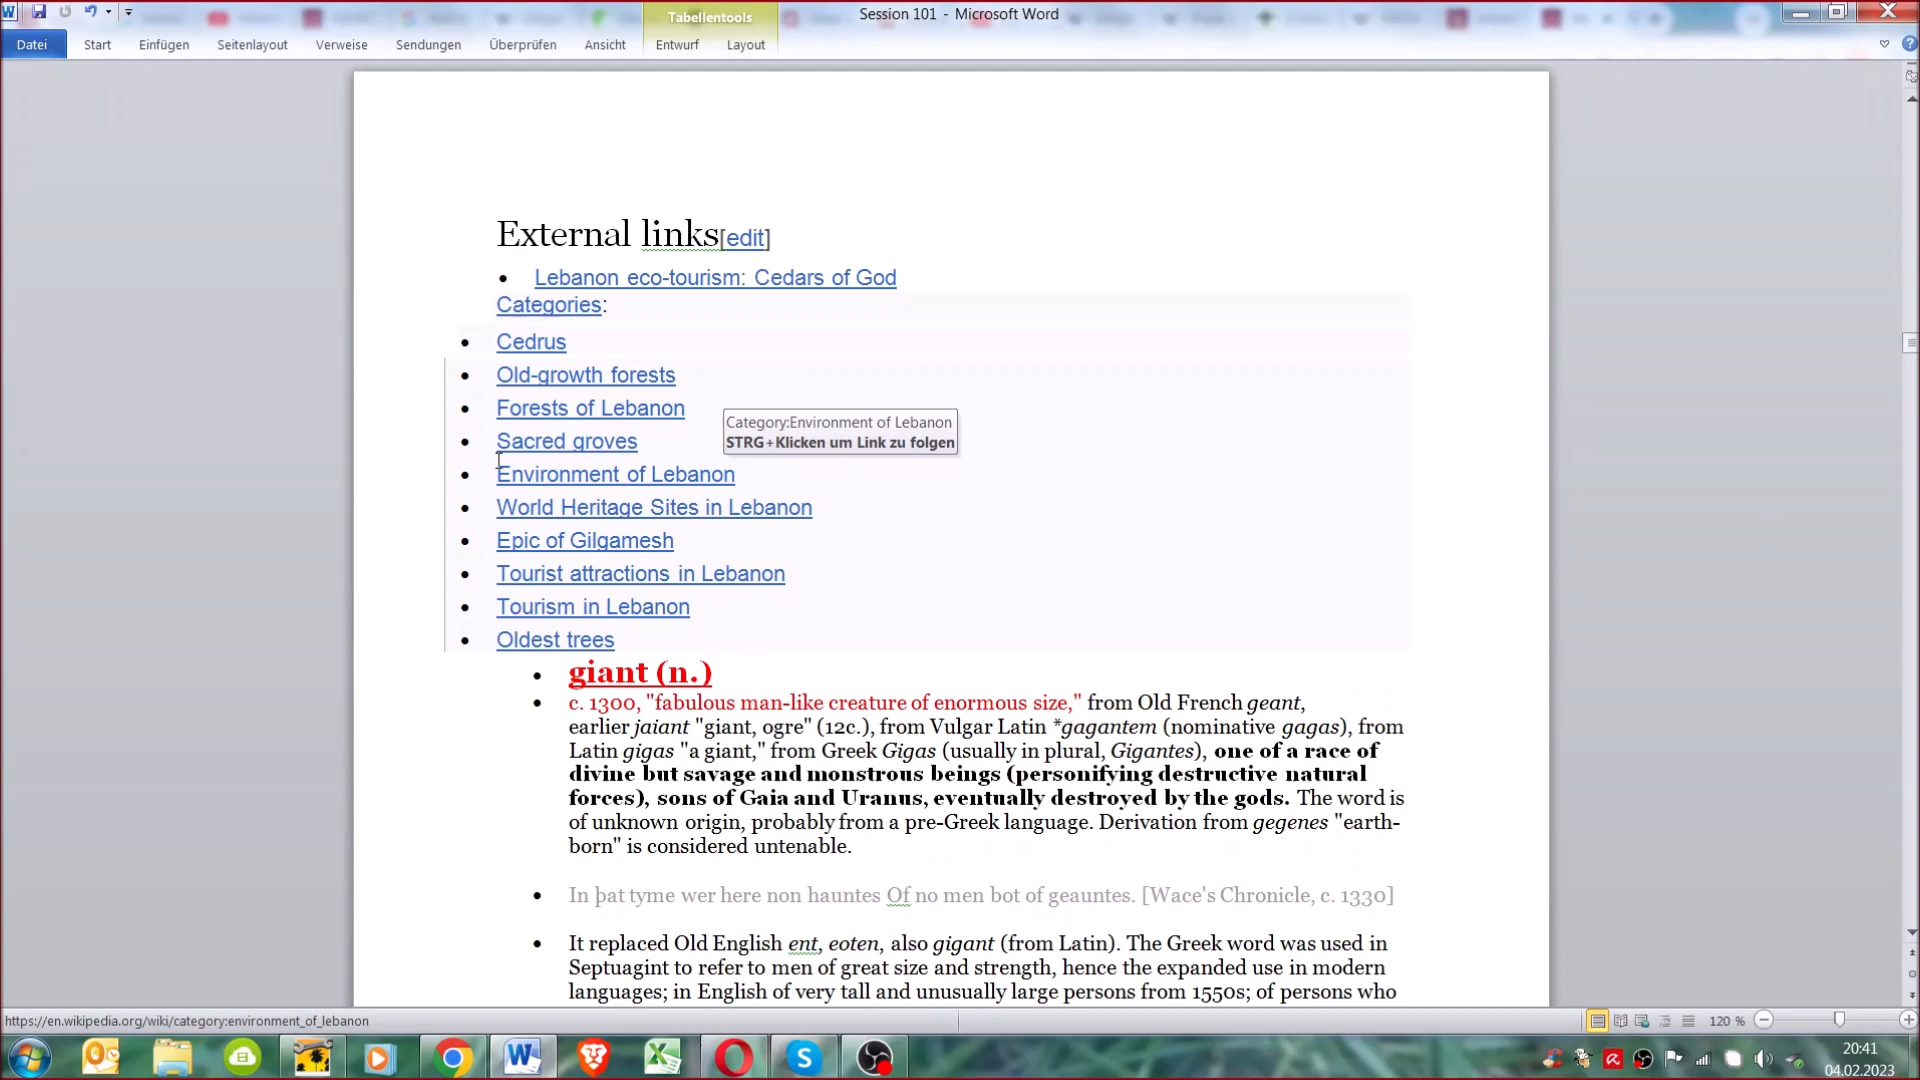 Tabellentools
Session 101 - Microsoft Word
Datei Start Einfügen Seitenlayout Verweise Sendungen Überprüfen Ansicht Entwurf Layout
External links[edit]
• Lebanon eco-tourism: Cedars of God
Categories:
• Cedrus
• Old-growth forests
• Forests of Lebanon
Category:Environment of Lebanon
• Sacred groves
STRG+Klicken um Link zu folgen
• Environment of Lebanon
• World Heritage Sites in Lebanon
• Epic of Gilgamesh
• Tourist attractions in Lebanon
• Tourism in Lebanon
• Oldest trees
• giant (n.)
• c. 1300, "fabulous man-like creature of enormous size," from Old French geant,
earlier jaiant "giant, ogre" (12c.), from Vulgar Latin *gagantem (nominative gagas), from
Latin gigas "a giant," from Greek Gigas (usually in plural, Gigantes), one of a race of
divine but savage and monstrous beings (personifying destructive natural
forces), sons of Gaia and Uranus, eventually destroyed by the gods. The word is
of unknown origin, probably from a pre-Greek language. Derivation from gegenes "earth-
born" is considered untenable.
• In þat tyme wer here non hauntes Of no men bot of geauntes. [Wace's Chronicle, c. 1330]
• It replaced Old English ent, eoten, also gigant (from Latin). The Greek word was used in
Septuagint to refer to men of great size and strength, hence the expanded use in modern
languages; in English of very tall and unusually large persons from 1550s; of persons who
https://en.wikipedia.org/wiki/category:environment_of_lebanon
120 %
20:41
04.02.2023